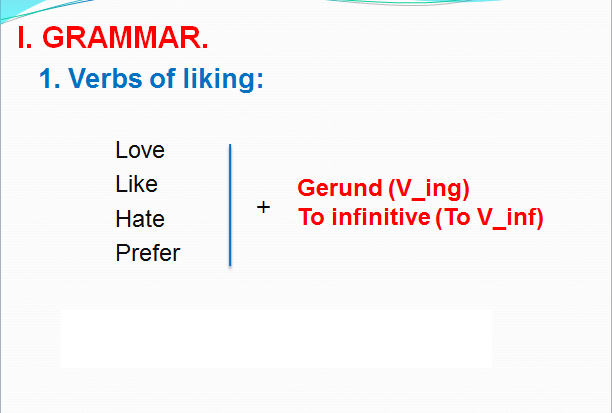 I. GRAMMAR.
1. Verbs of liking:
Love
Like
Hate
Prefer
+
Gerund (V_ing)
To infinitive (To V_inf)